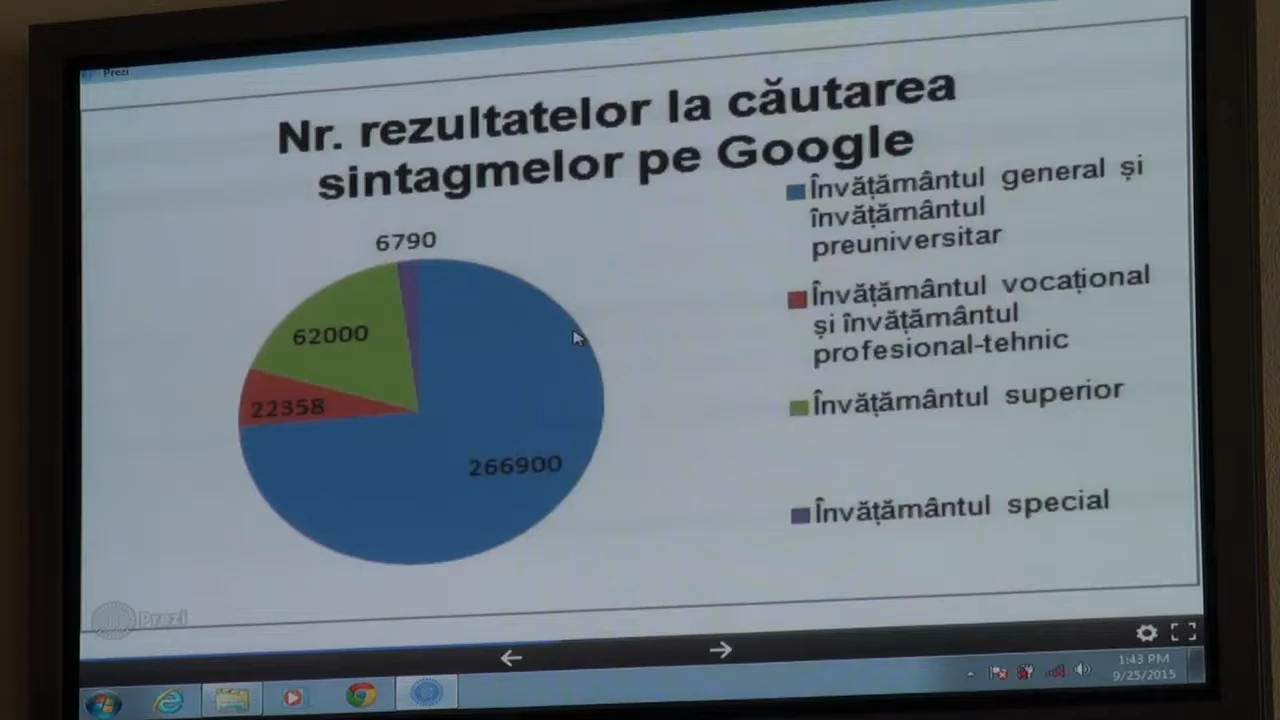 Prezi
Nr. rezultatelor la căutarea
sintagmelor pe Google
Învățământul general și
învățământul
preuniversitar
Învățământul vocațional
și învățământul
profesional-tehnic
Învățământul superior
Învățământul special
6790
62000
22358
266900
Prezi
1:43 PM
9/25/2015